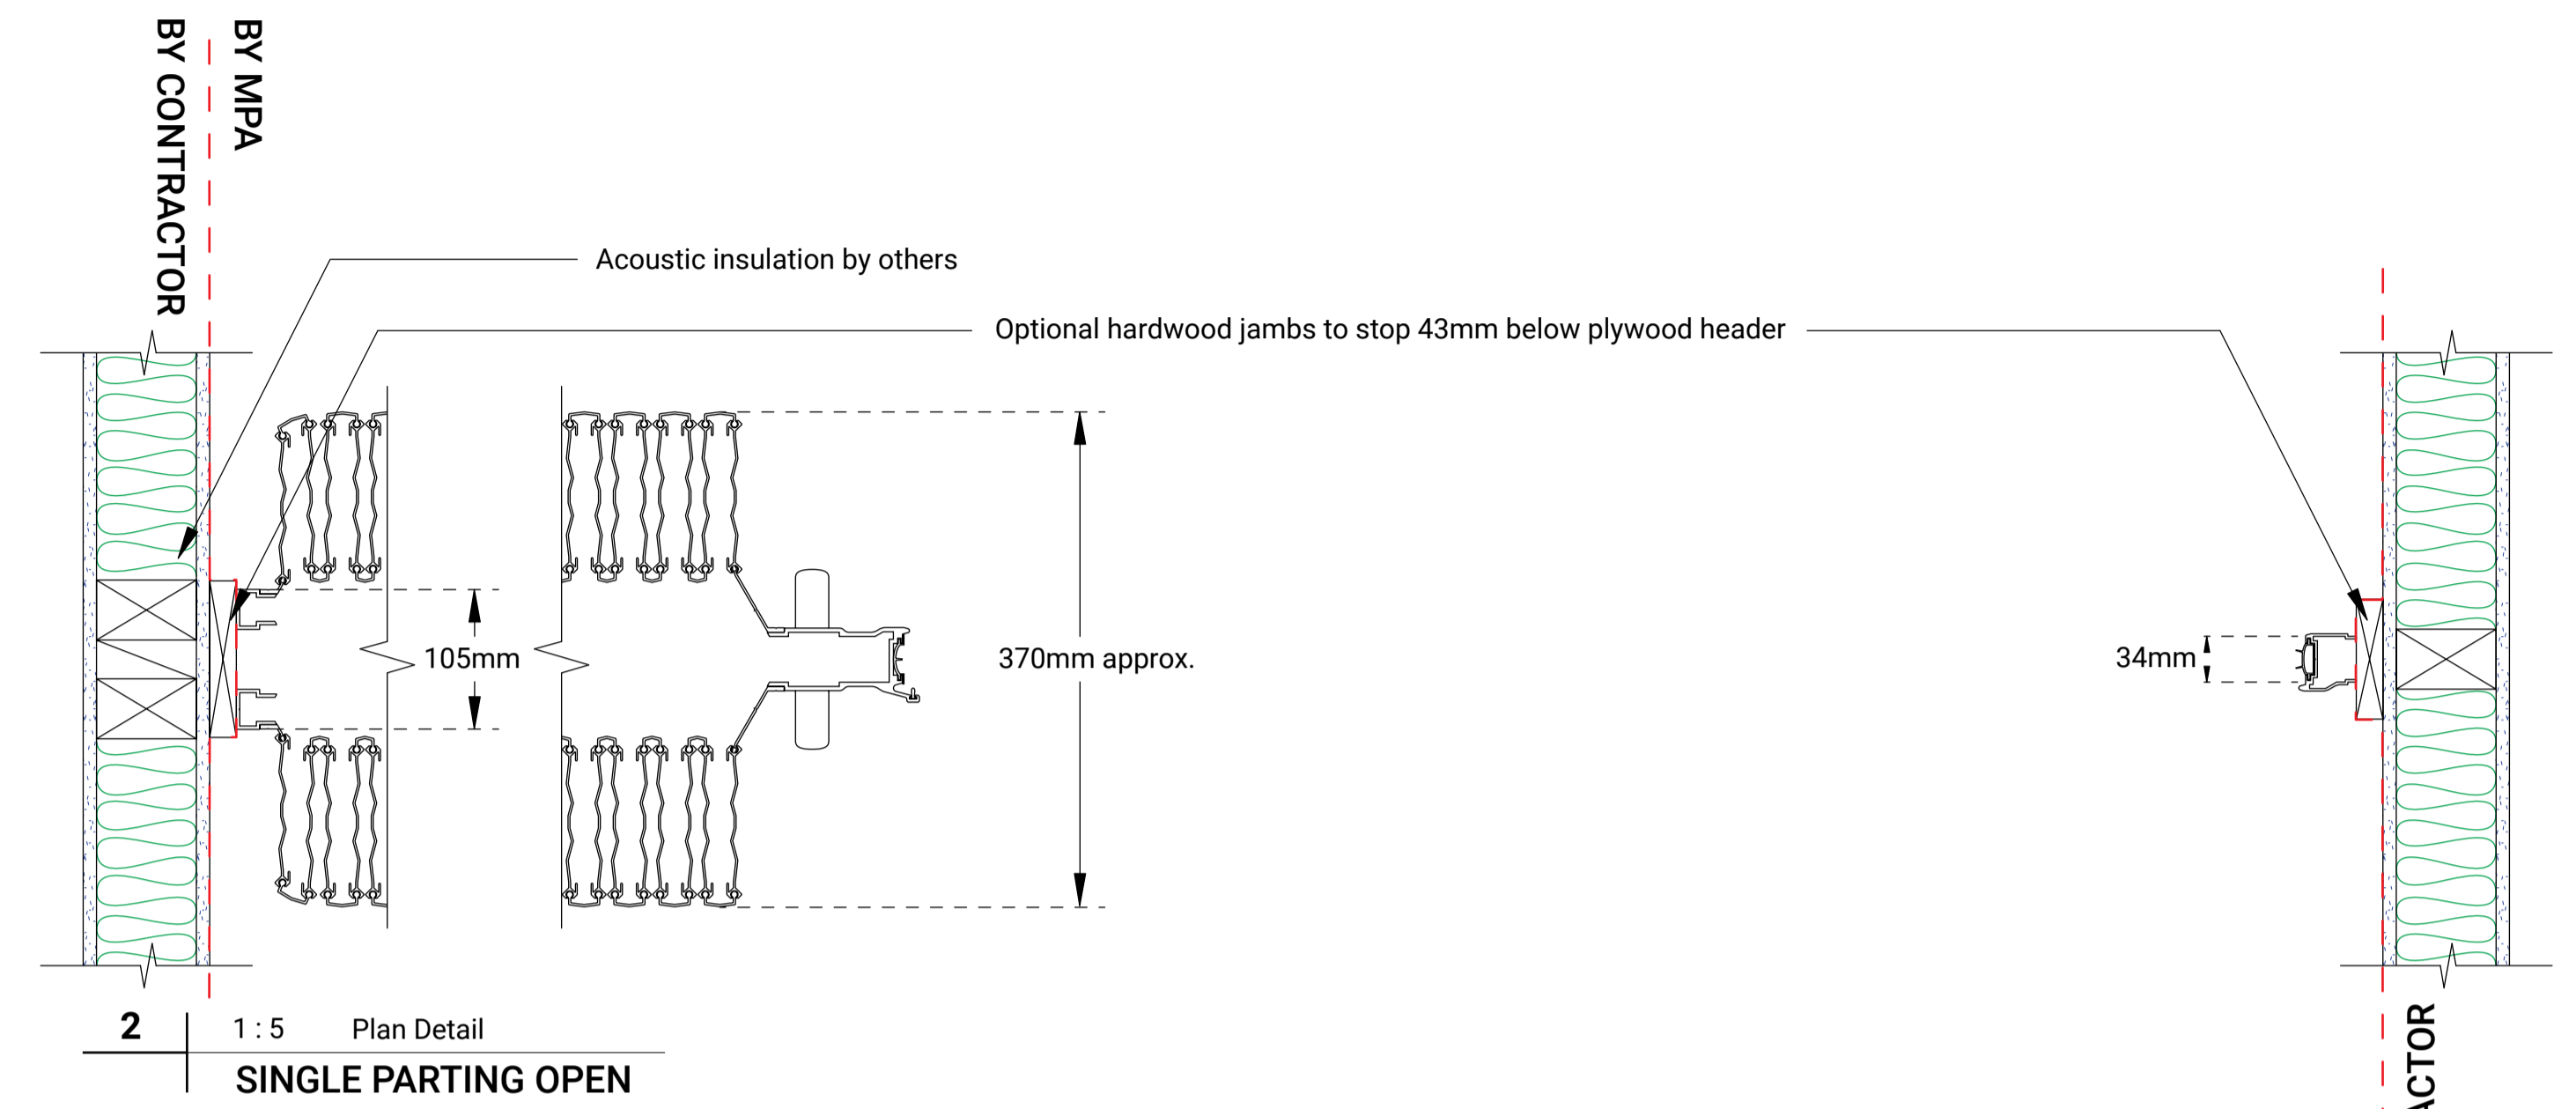 BY CONTRACTOR
BY MPA
Acoustic insulation by others
Optional hardwood jambs to stop 43mm below plywood header
105mm
370mm approx.
34mm
2
1 : 5
Plan Detail
SINGLE PARTING OPEN